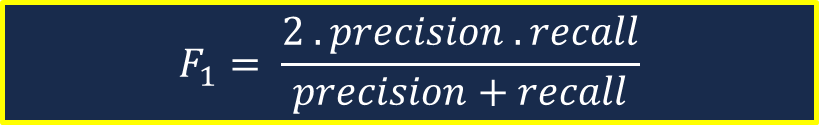 F₁ = 2 . precision . recall
precision + recall